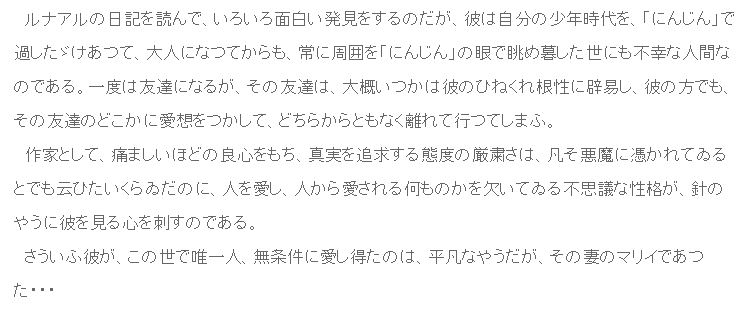 ルナアルの日記を読んで、いろいろ面白い発見をするのだが、彼は自分の少年時代を、「にんじん」で
過したゞけあつて、大人になつてからも、常に周囲を「にんじん」の眼で眺め暮した世にも不幸な人間な
のである。一度は友達になるが、その友達は、大概いつかは彼のひねくれ根性に辟易し、彼の方でも、
その友達のどこかに愛想をつかして、どちらからともなく離れて行つてしまふ。
作家として、痛ましいほどの良心をもち、真実を追求する態度の厳粛さは、凡そ悪魔に憑かれてゐる
とでも云ひたいくらゐだのに、人を愛し、人から愛される何ものかを欠いてゐる不思議な性格が、針の
やうに彼を見る心を刺すのである。
さういふ彼が、この世で唯一人、無条件に愛し得たのは、平凡なやうだが、その妻のマリイであつ
た・・・